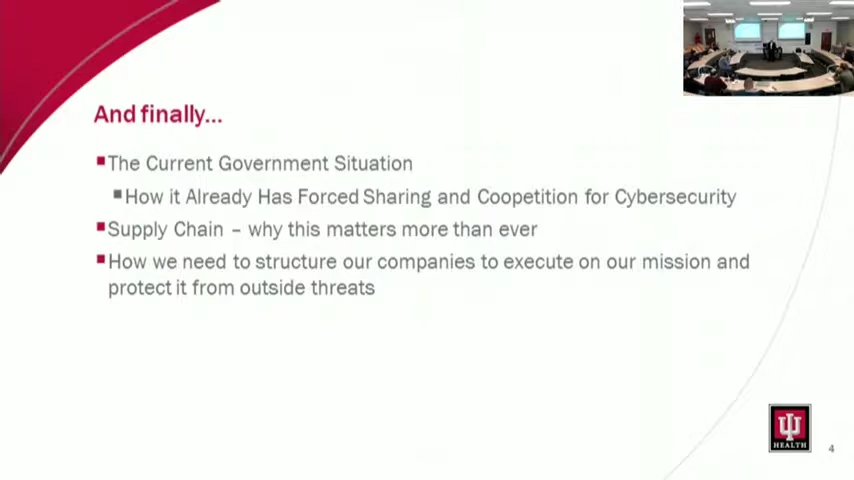 And finally...
The Current Government Situation
How it Already Has Forced Sharing and Coopetition for Cybersecurity
Supply Chain – why this matters more than ever
How we need to structure our companies to execute on our mission and
protect it from outside threats
IU
HEALTH
4